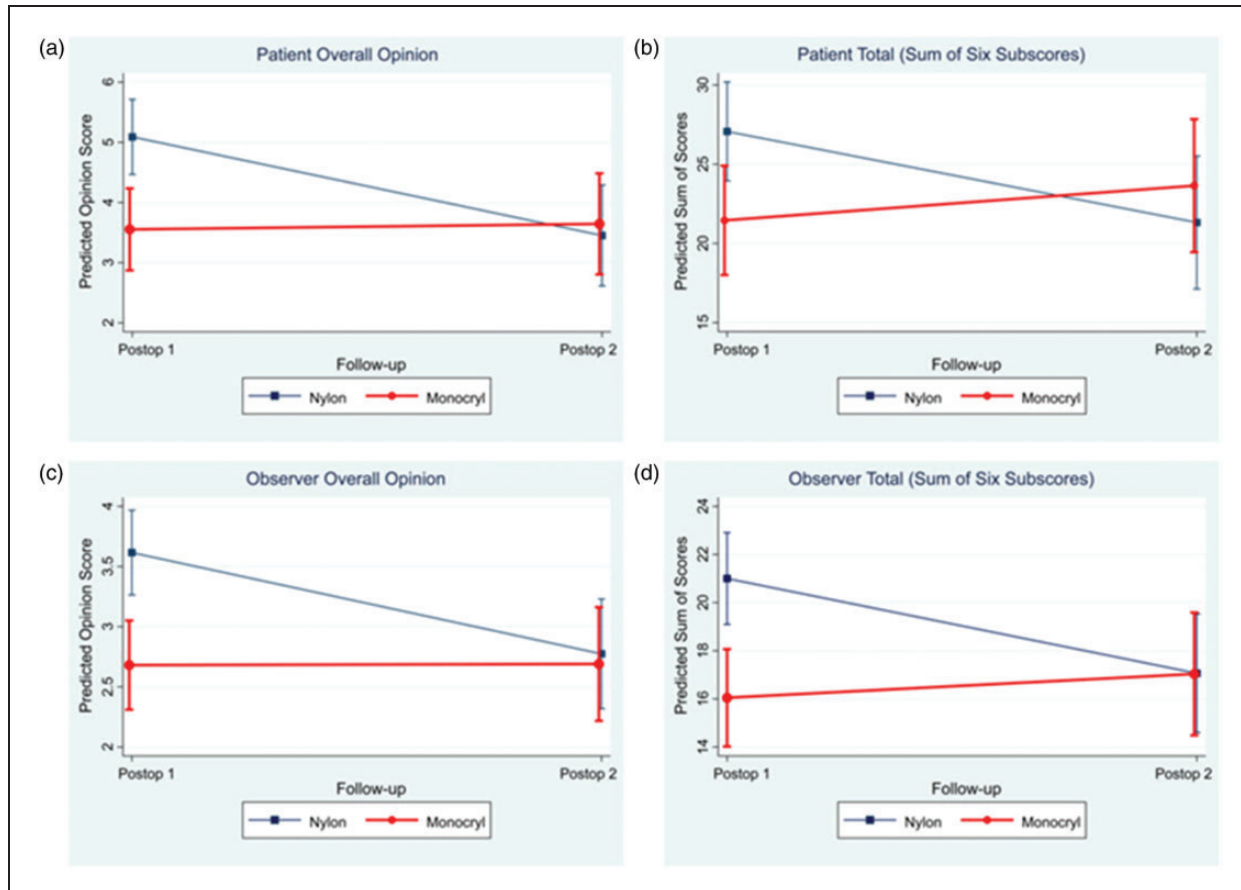 (a)
Patient Overall Opinion
Predicted Opinion Score
6
5
4
3
2
Postop 1
Postop 2
Follow-up
Nylon
Monocryl
(b)
Patient Total (Sum of Six Subscores)
Predicted Sum of Scores
30
25
20
15
Postop 1
Postop 2
Follow-up
Nylon
Monocryl
(c)
Observer Overall Opinion
Predicted Opinion Score
4
3.5
3
2.5
2
Postop 1
Postop 2
Follow-up
Nylon
Monocryl
(d)
Observer Total (Sum of Six Subscores)
Predicted Sum of Scores
24
22
20
18
16
14
Postop 1
Postop 2
Follow-up
Nylon
Monocryl